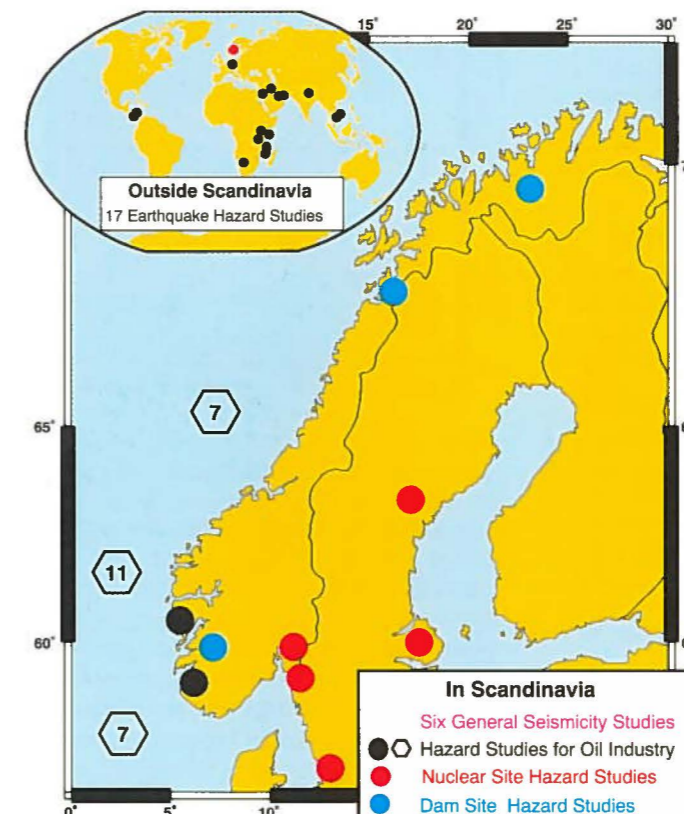 15° 20° 25° 30°
Outside Scandinavia
17 Earthquake Hazard Studies
7
65°
11
60°
7
In Scandinavia
Six General Seismicity Studies
Hazard Studies for Oil Industry
Nuclear Site Hazard Studies
Dam Site Hazard Studies
0° 5° 10°